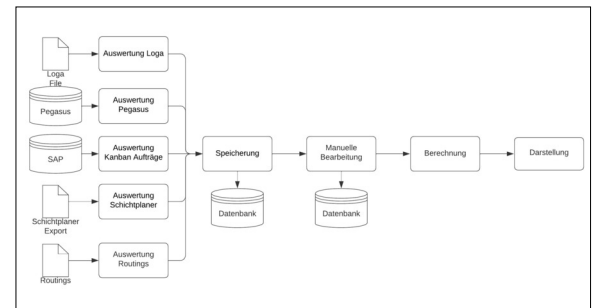 Loga
File
Auswertung Loga
Pegasus
Auswertung
Pegasus
SAP
Auswertung
Kanban Aufträge
Speicherung
Manuelle
Bearbeitung
Berechnung
Darstellung
Datenbank
Datenbank
Schichtplaner
Export
Auswertung
Schichtplaner
Routings
Auswertung
Routings